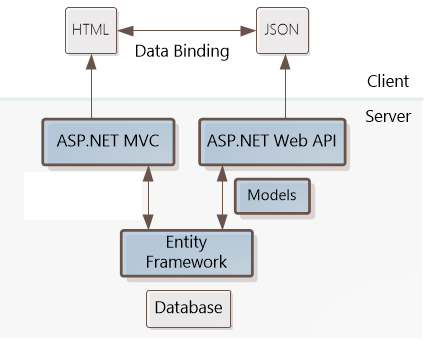 HTML
JSON
Data Binding
Client
Server
ASP.NET MVC
ASP.NET Web API
Models
Entity
Framework
Database